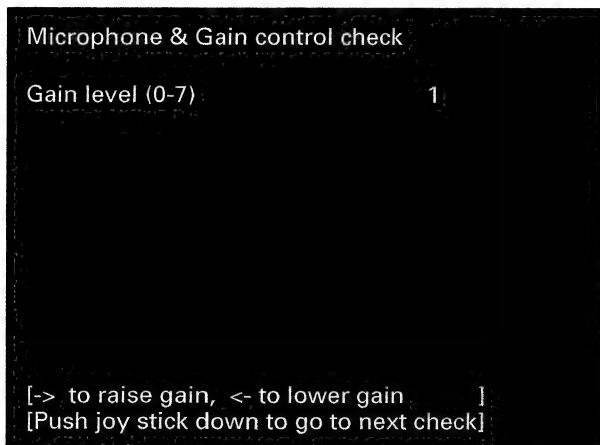 Microphone & Gain control check
Gain level (0-7) 1
[-> to raise gain, <- to lower gain ]
[Push joy stick down to go to next check]